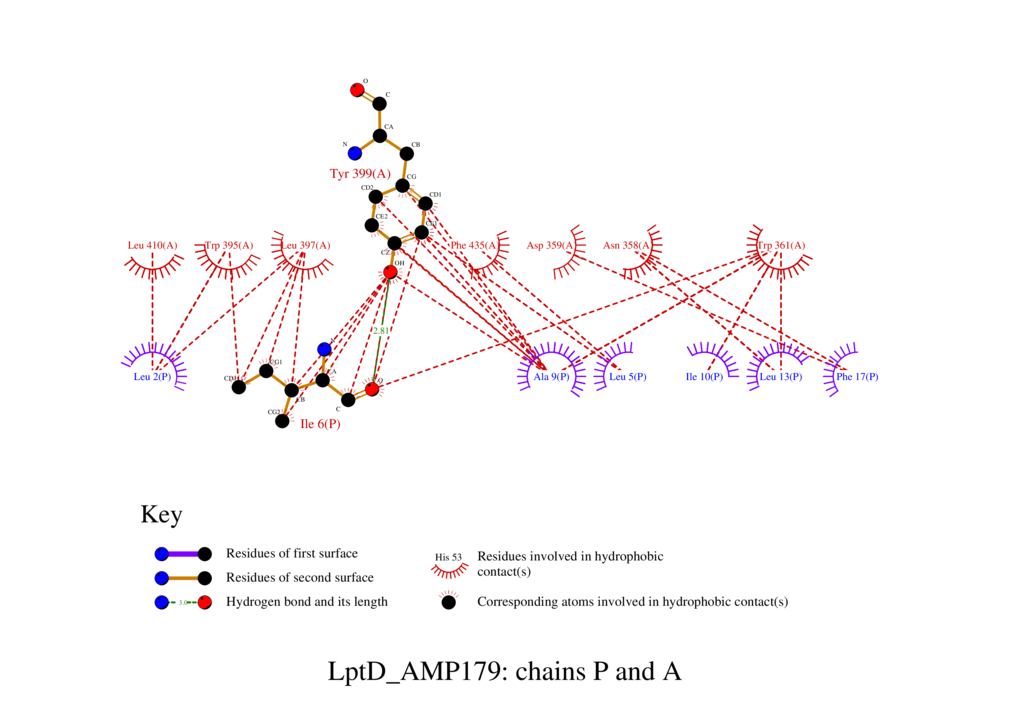 O
C
CA
N
CB
Tyr 399(A)
CG
CD2
CD1
CE2
Leu 410(A) Trp 395(A) Leu 397(A) Phe 435(A) Asp 359(A Asn 358(A) Trp 361(A)
CZ
OH
2.81
CG1
CA
O
Leu 2(P) CD1 Ala 9(P) Leu 5(P) Ile 10(P) Leu 13(P) Phe 17(P)
CB
C
CG2
Ile 6(P)
Key
Residues of first surface
His 53 Residues involved in hydrophobic
contact(s)
Residues of second surface
3.0 Hydrogen bond and its length
Corresponding atoms involved in hydrophobic contact(s)
LptD_AMP179: chains P and A